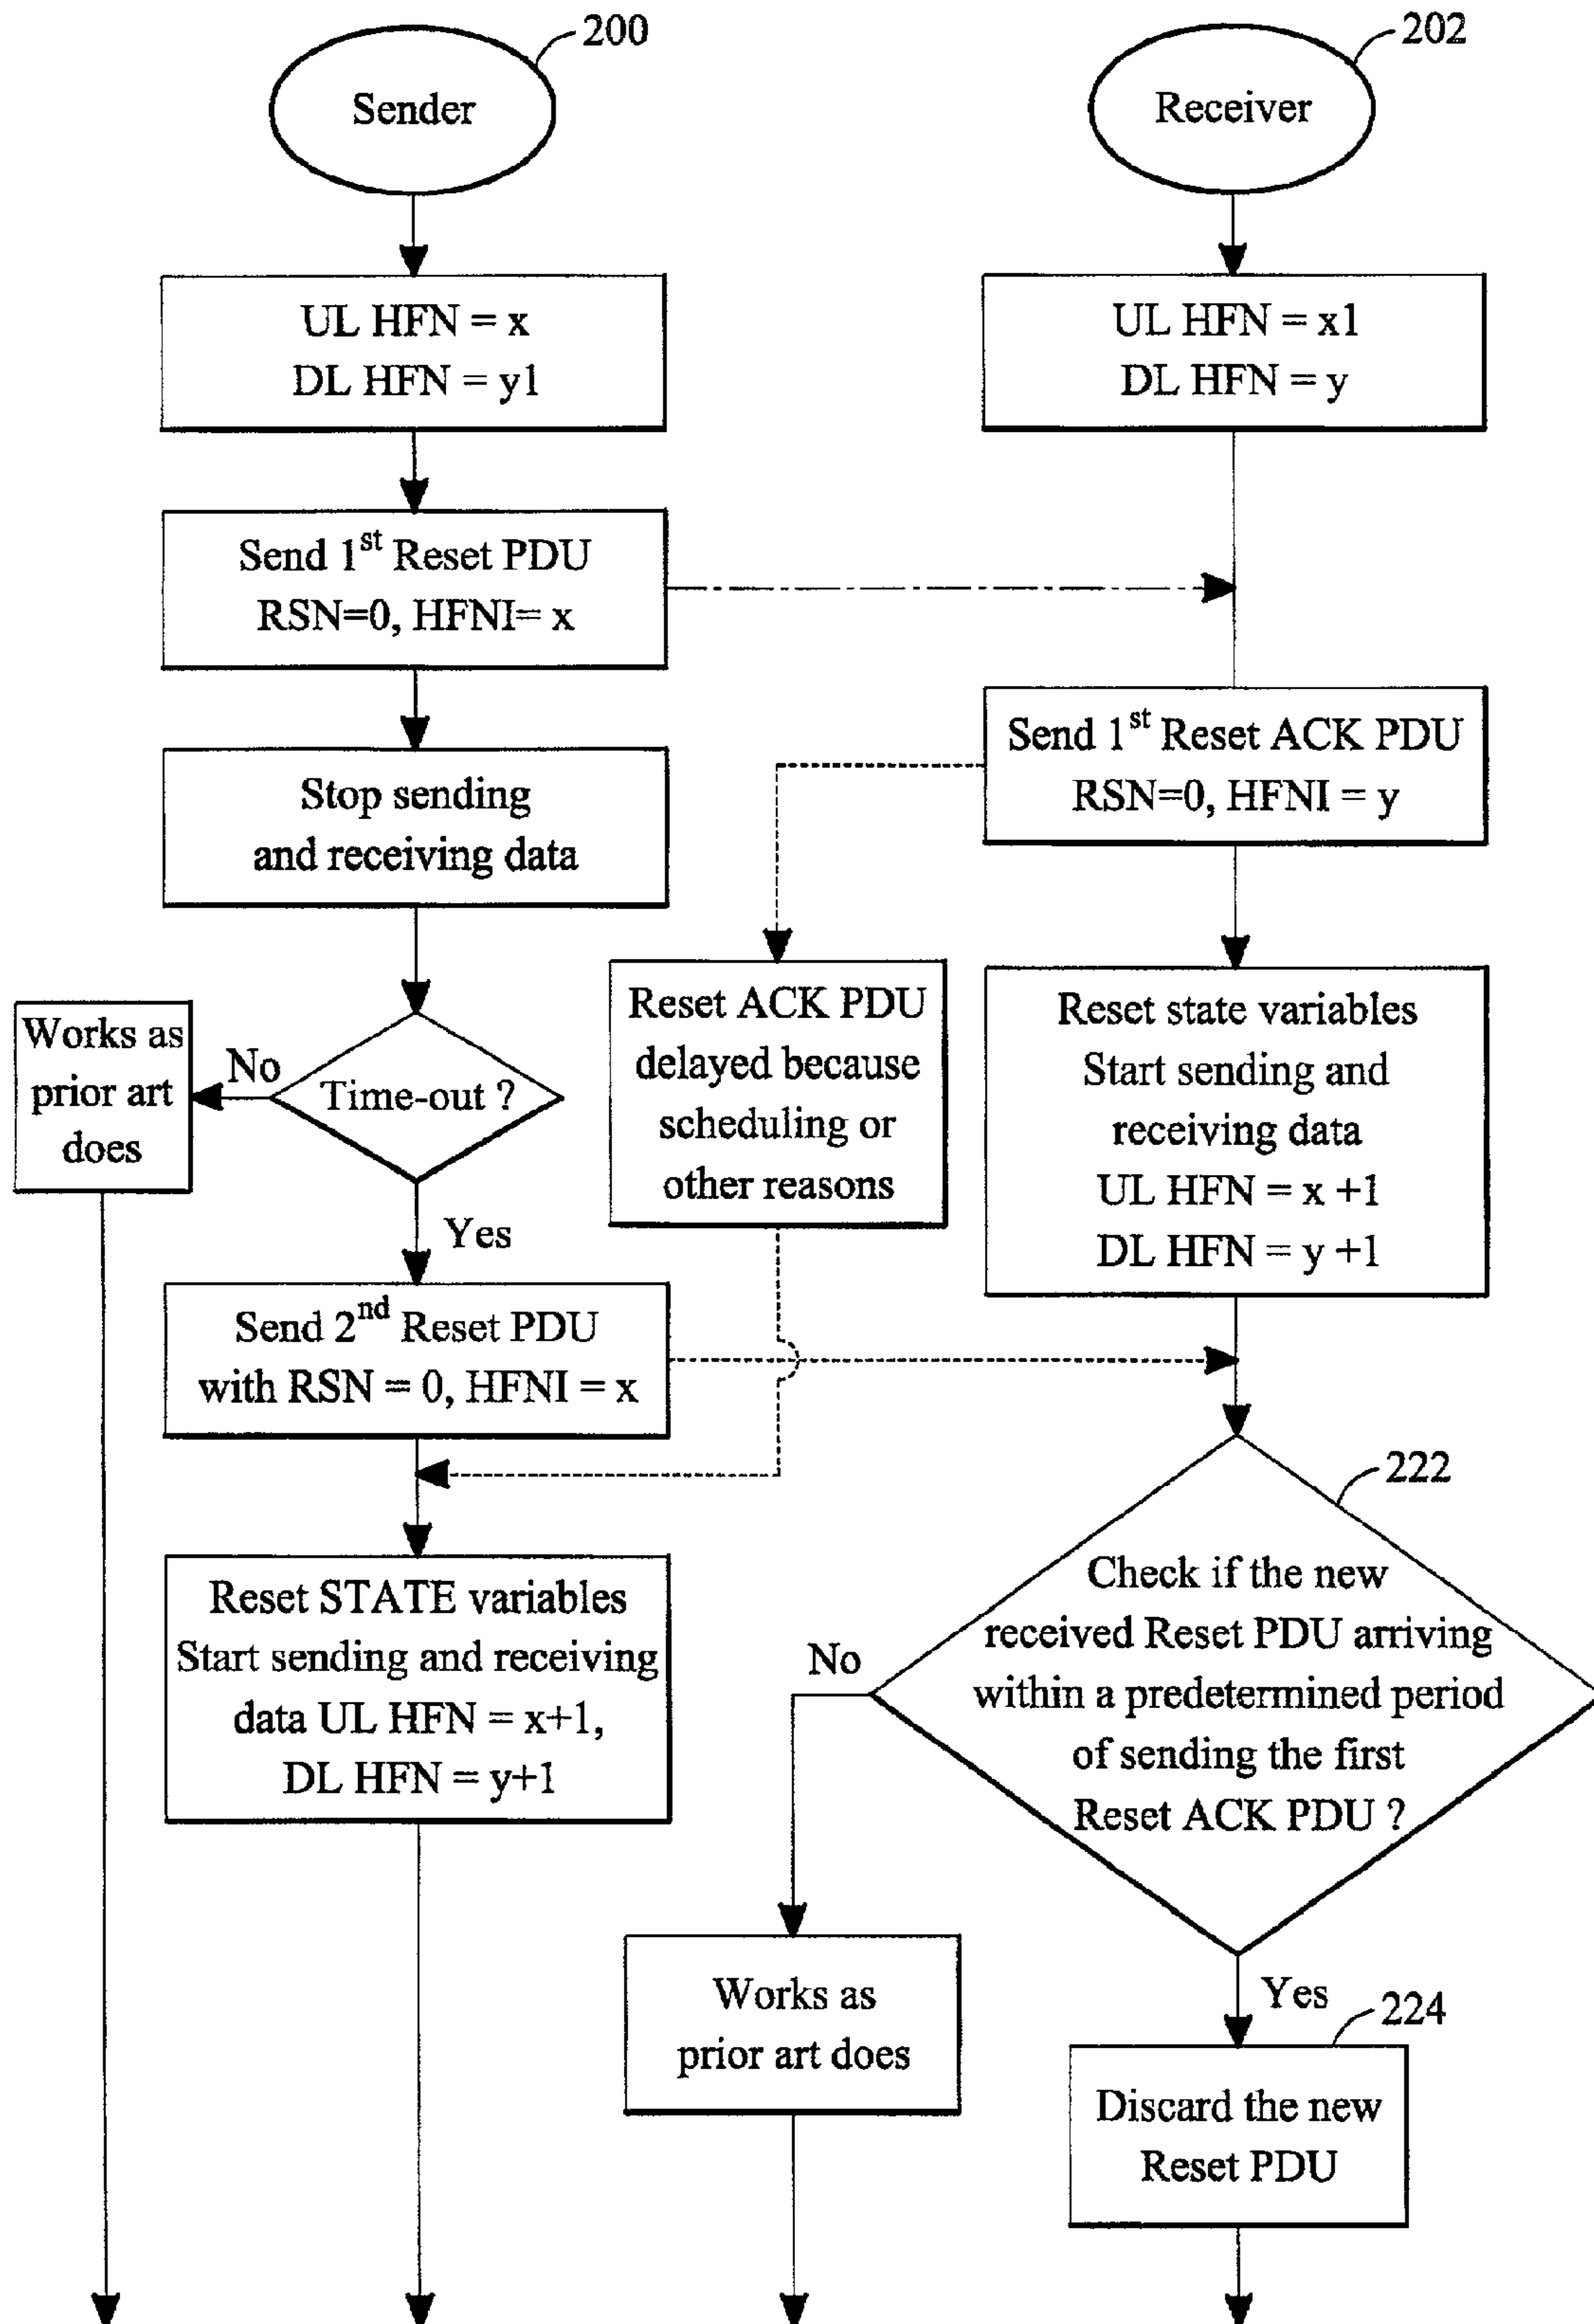 200
Sender
202
Receiver
UL HFN = x
DL HFN = y1
UL HFN = x1
DL HFN = y
Send 1st Reset PDU
RSN=0, HFNI= x
Send 1st Reset ACK PDU
RSN=0, HFNI = y
Stop sending
and receiving data
Reset ACK PDU
delayed because
scheduling or
other reasons
Reset state variables
Start sending and
receiving data
UL HFN = x +1
DL HFN = y +1
Works as
prior art
does
No
Time-out ?
Yes
Send 2nd Reset PDU
with RSN = 0, HFNI = x
222
Check if the new
received Reset PDU arriving
within a predetermined period
of sending the first
Reset ACK PDU ?
No
Reset STATE variables
Start sending and receiving
data UL HFN = x+1,
DL HFN = y+1
Works as
prior art does
Yes
224
Discard the new
Reset PDU